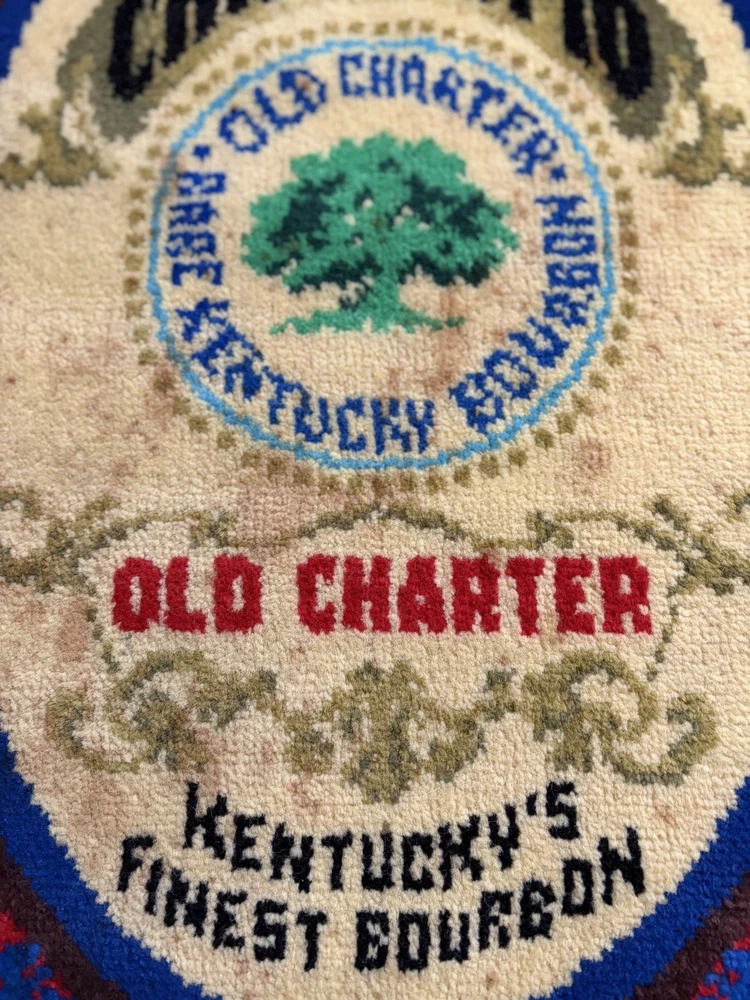 • OLD CHARTER •
RARE KENTUCKY BOURBON
OLD CHARTER
KENTUCKY'S
FINEST BOURBON